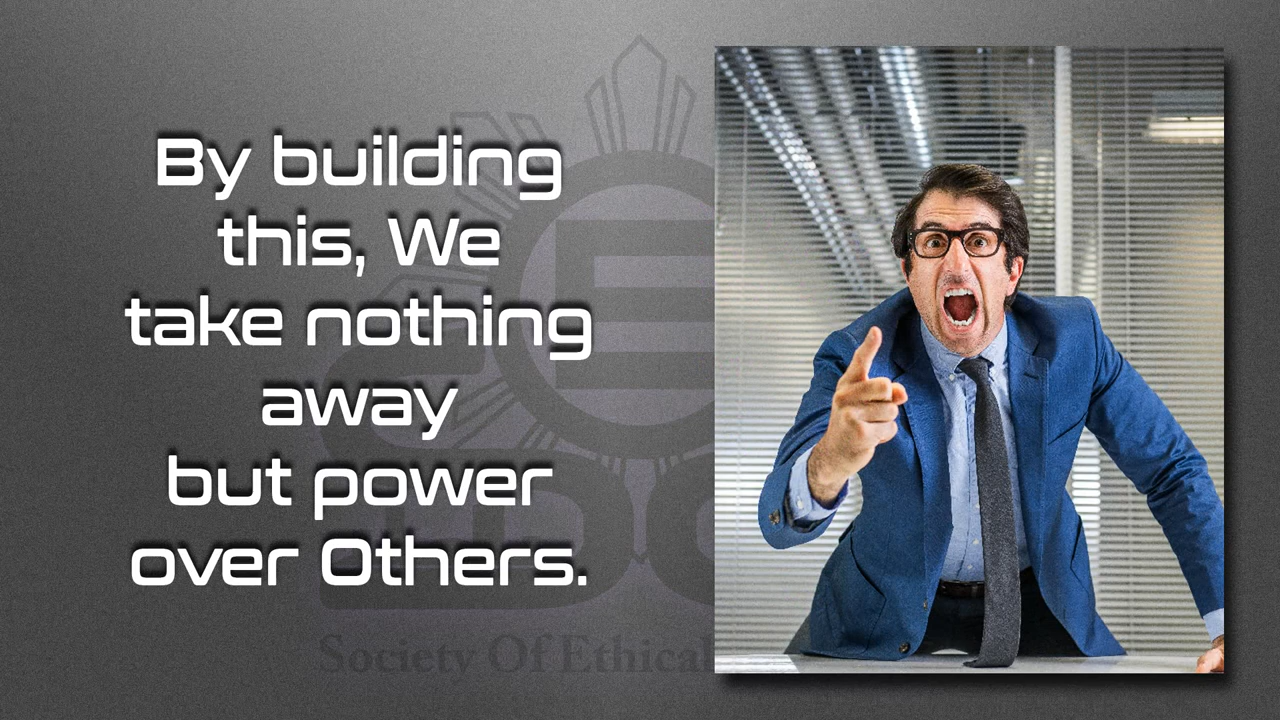 By building
this, We
take nothing
away
but power
over Others.
Society Of Ethical